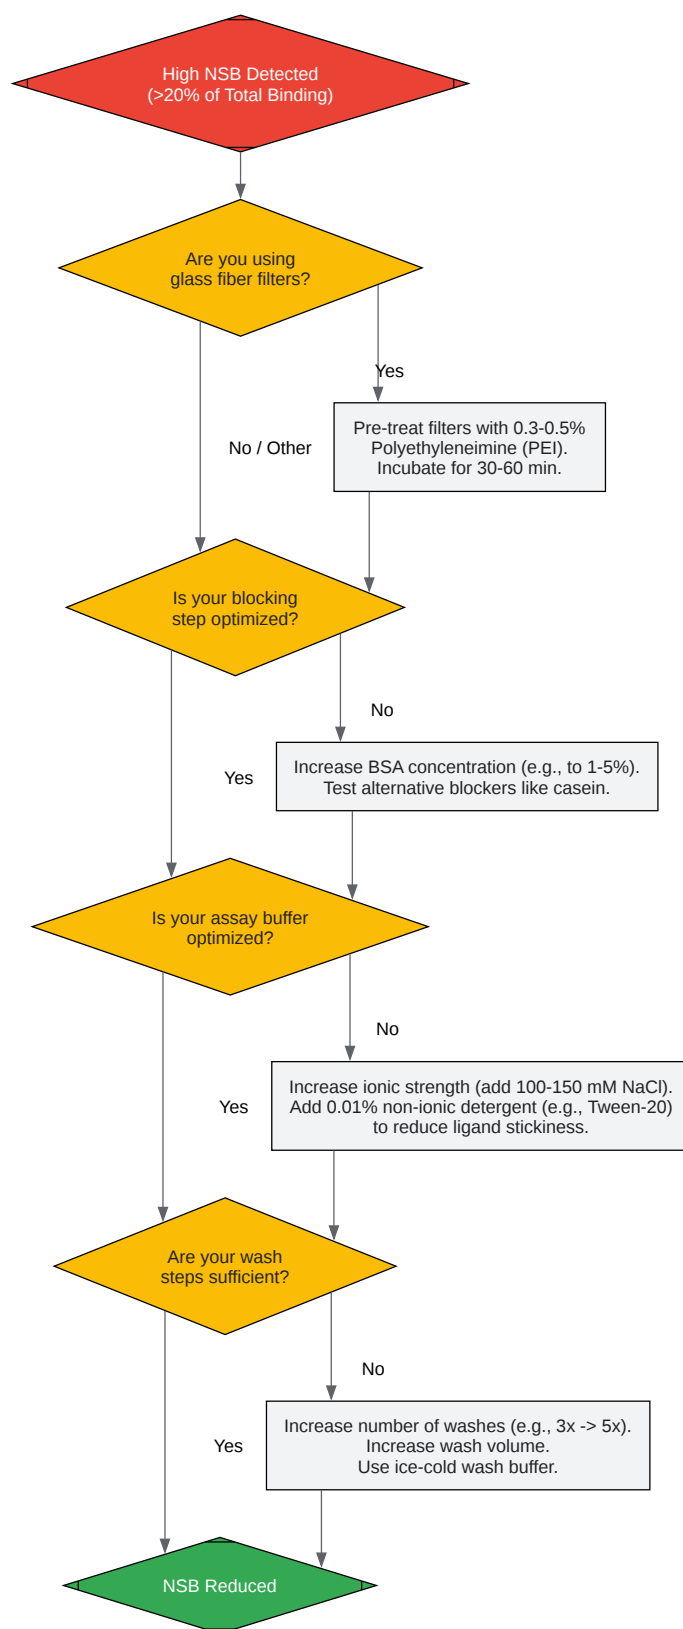 High NSB Detected
(>20% of Total Binding)
Are you using
glass fiber filters?
Yes
No / Other
Pre-treat filters with 0.3-0.5%
Polyethyleneimine (PEI).
Incubate for 30-60 min.
Is your blocking
step optimized?
No
Yes
Increase BSA concentration (e.g., to 1-5%).
Test alternative blockers like casein.
Is your assay buffer
optimized?
No
Yes
Increase ionic strength (add 100-150 mM NaCl).
Add 0.01% non-ionic detergent (e.g., Tween-20)
to reduce ligand stickiness.
Are your wash
steps sufficient?
No
Yes
Increase number of washes (e.g., 3x -> 5x).
Increase wash volume.
Use ice-cold wash buffer.
NSB Reduced